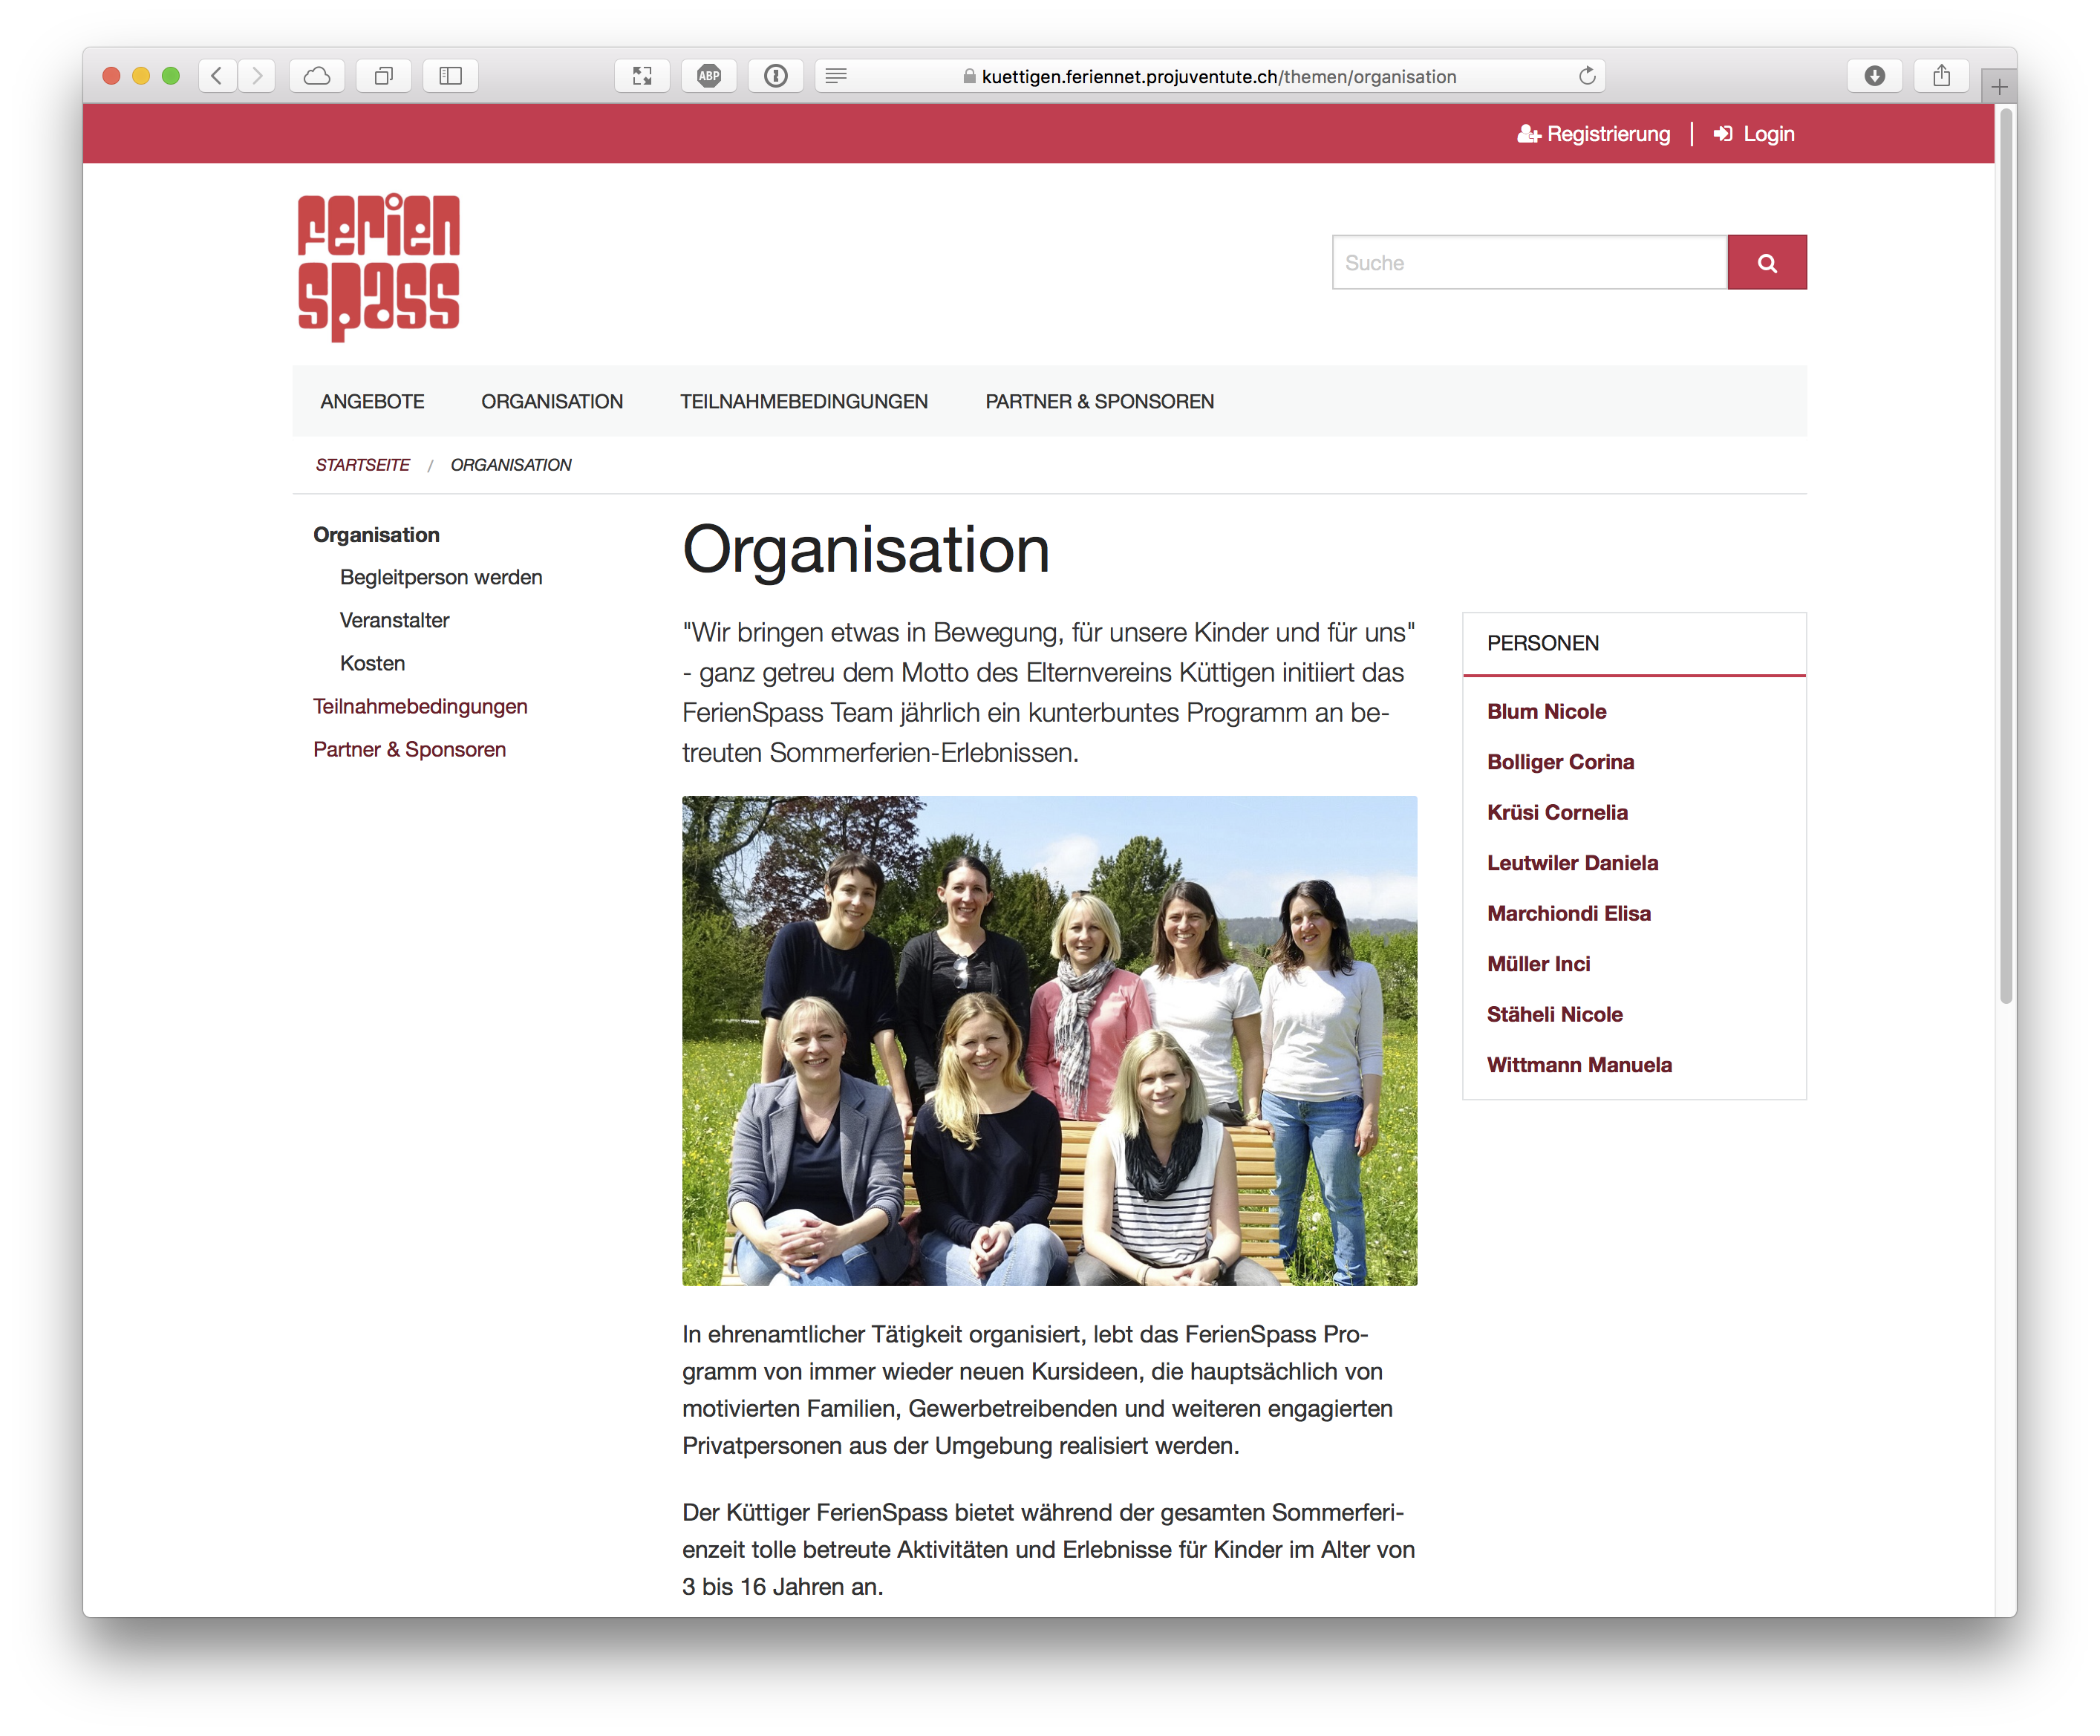 ABP
kuettigen.feriennet.projuventute.ch/themen/organisation
Registrierung | Login
ferien
spass
Suche
ANGEBOTE ORGANISATION TEILNAHMEBEDINGUNGEN PARTNER & SPONSOREN
STARTSEITE / ORGANISATION
Organisation
Begleitperson werden
Veranstalter
Kosten
Teilnahmebedingungen
Partner & Sponsoren
Organisation
"Wir bringen etwas in Bewegung, für unsere Kinder und für uns"
- ganz getreu dem Motto des Elternvereins Küttigen initiiert das
FerienSpass Team jährlich ein kunterbuntes Programm an be-
treuten Sommerferien-Erlebnissen.
In ehrenamtlicher Tätigkeit organisiert, lebt das FerienSpass Pro-
gramm von immer wieder neuen Kursideen, die hauptsächlich von
motivierten Familien, Gewerbetreibenden und weiteren engagierten
Privatpersonen aus der Umgebung realisiert werden.
Der Küttiger FerienSpass bietet während der gesamten Sommerferi-
enzeit tolle betreute Aktivitäten und Erlebnisse für Kinder im Alter von
3 bis 16 Jahren an.
PERSONEN
Blum Nicole
Bolliger Corina
Krüsi Cornelia
Leutwiler Daniela
Marchiondi Elisa
Müller Inci
Stäheli Nicole
Wittmann Manuela